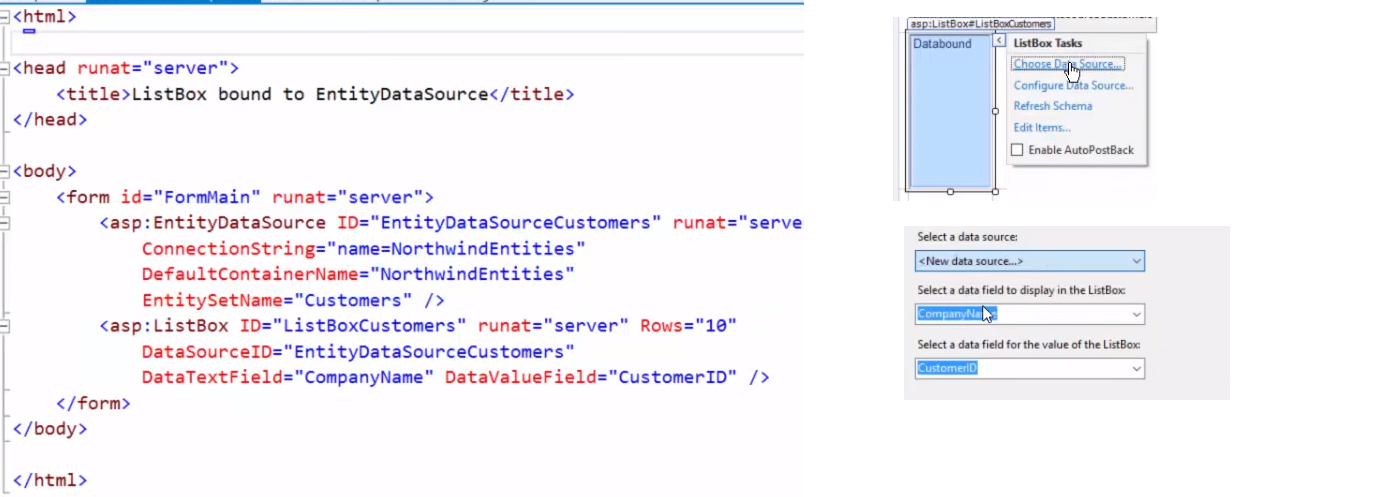 <html>
<head runat="server">
<title>ListBox bound to EntityDataSource</title>
</head>
<body>
<form id="FormMain" runat="server">
<asp:EntityDataSource ID="EntityDataSourceCustomers" runat="serve
ConnectionString="name=NorthwindEntities"
DefaultContainerName="NorthwindEntities"
EntitySetName="Customers" />
<asp:ListBox ID="ListBoxCustomers" runat="server" Rows="10"
DataSourceID="EntityDataSourceCustomers"
DataTextField="CompanyName" DataValueField="CustomerID" />
</form>
</body>
</html>
asp:ListBox#ListBoxCustomers
Databound
ListBox Tasks
Choose Data Source...
Configure Data Source...
Refresh Schema
Edit Items...
Enable AutoPostBack
Select a data source:
<New data source...>
Select a data field to display in the ListBox:
CompanyName
Select a data field for the value of the ListBox:
CustomerID